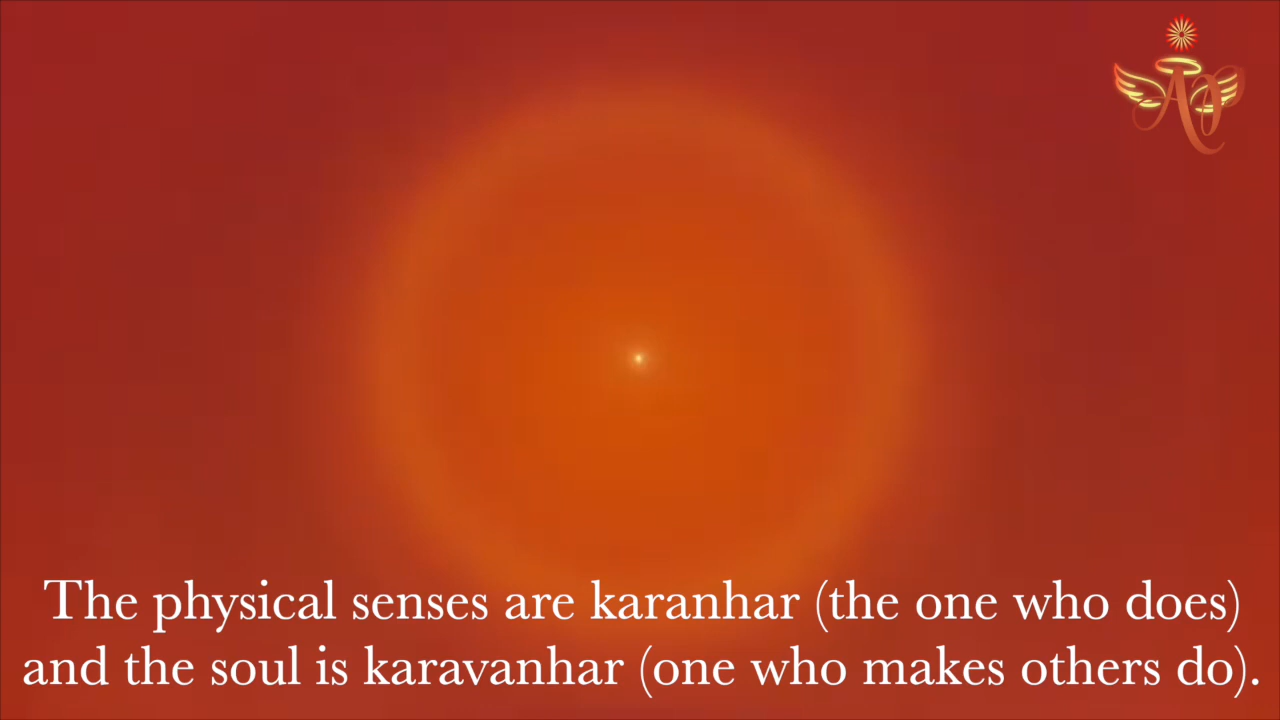 The physical senses are karanhar (the one who does)
and the soul is karavanhar (one who makes others do).